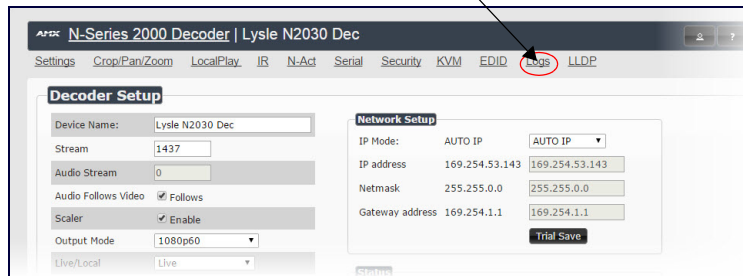 AMX N-Series 2000 Decoder | Lysle N2030 Dec
?
Settings Crop/Pan/Zoom LocalPlay IR N-Act Serial Security KVM EDID Logs LLDP
Decoder Setup
Device Name: Lysle N2030 Dec
Stream 1437
Audio Stream 0
Audio Follows Video Follows
Scaler Enable
Output Mode 1080p60
Live/Local Live
Network Setup
IP Mode: AUTO IP AUTO IP
IP address 169.254.53.143 169.254.53.143
Netmask 255.255.0.0 255.255.0.0
Gateway address 169.254.1.1 169.254.1.1
Trial Save
Status